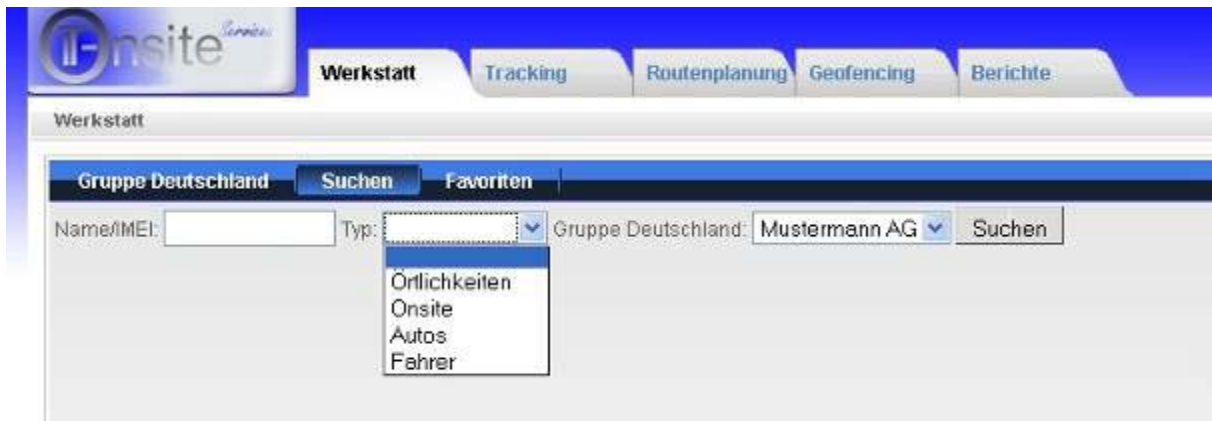 Onsite Services
Werkstatt Tracking Routenplanung Geofencing Berichte
Werkstatt
Gruppe Deutschland Suchen Favoriten
Name/IMEI: Typ: Gruppe Deutschland: Mustermann AG Suchen
Örtlichkeiten
Onsite
Autos
Fahrer